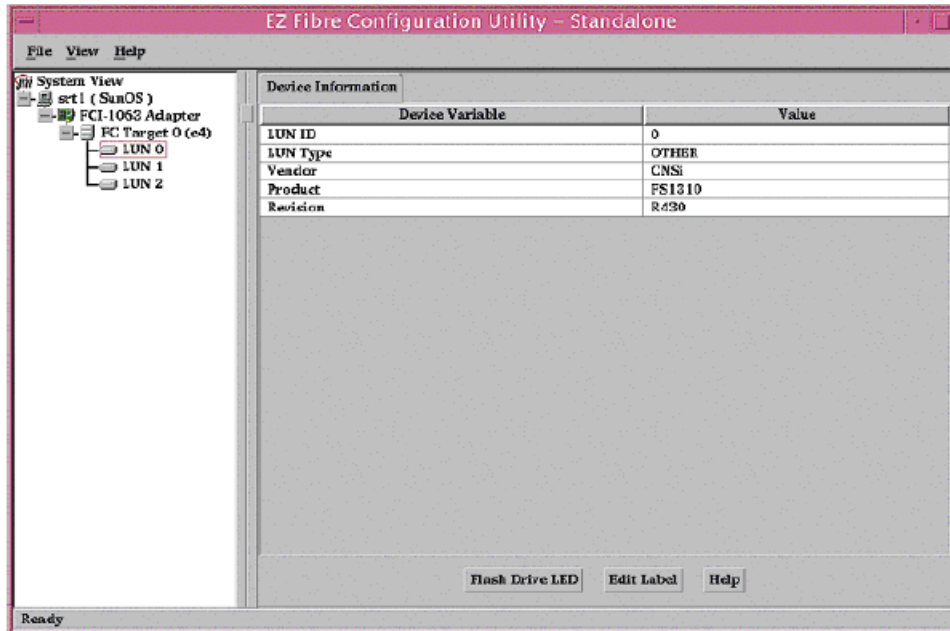 EZ Fibre Configuration Utility - Standalone
File View Help
System View
srt1 ( SunOS )
FCI-1063 Adapter
FC Target 0 (e4)
LUN 0
LUN 1
LUN 2
Device Information
Device Variable Value
LUN ID 0
LUN Type OTHER
Vendor CNSi
Product FS1310
Revision R430
Flash Drive LED Edit Label Help
Ready